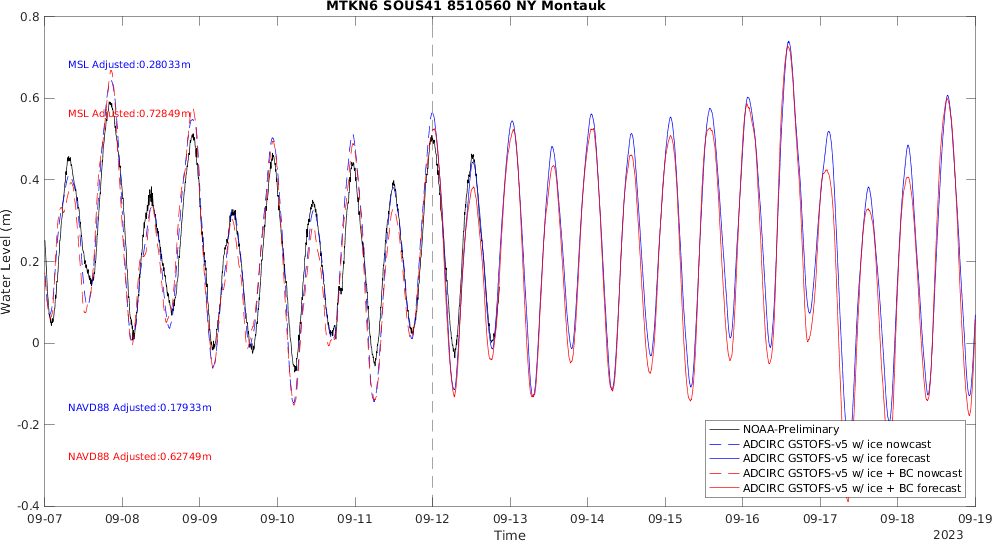 MTKN6 SOUS41 8510560 NY Montauk
0.8
0.6
0.4
0.2
0
-0.2
-0.4
Water Level (m)
MSL Adjusted:0.28033m
MSL Adjusted:0.72849m
NAVD88 Adjusted:0.17933m
NAVD88 Adjusted:0.62749m
NOAA-Preliminary
ADCIRC GSTOFS-v5 w/ ice nowcast
ADCIRC GSTOFS-v5 w/ ice forecast
ADCIRC GSTOFS-v5 w/ ice + BC nowcast
ADCIRC GSTOFS-v5 w/ ice + BC forecast
09-07 09-08 09-09 09-10 09-11 09-12 09-13 09-14 09-15 09-16 09-17 09-18 09-19
Time
2023